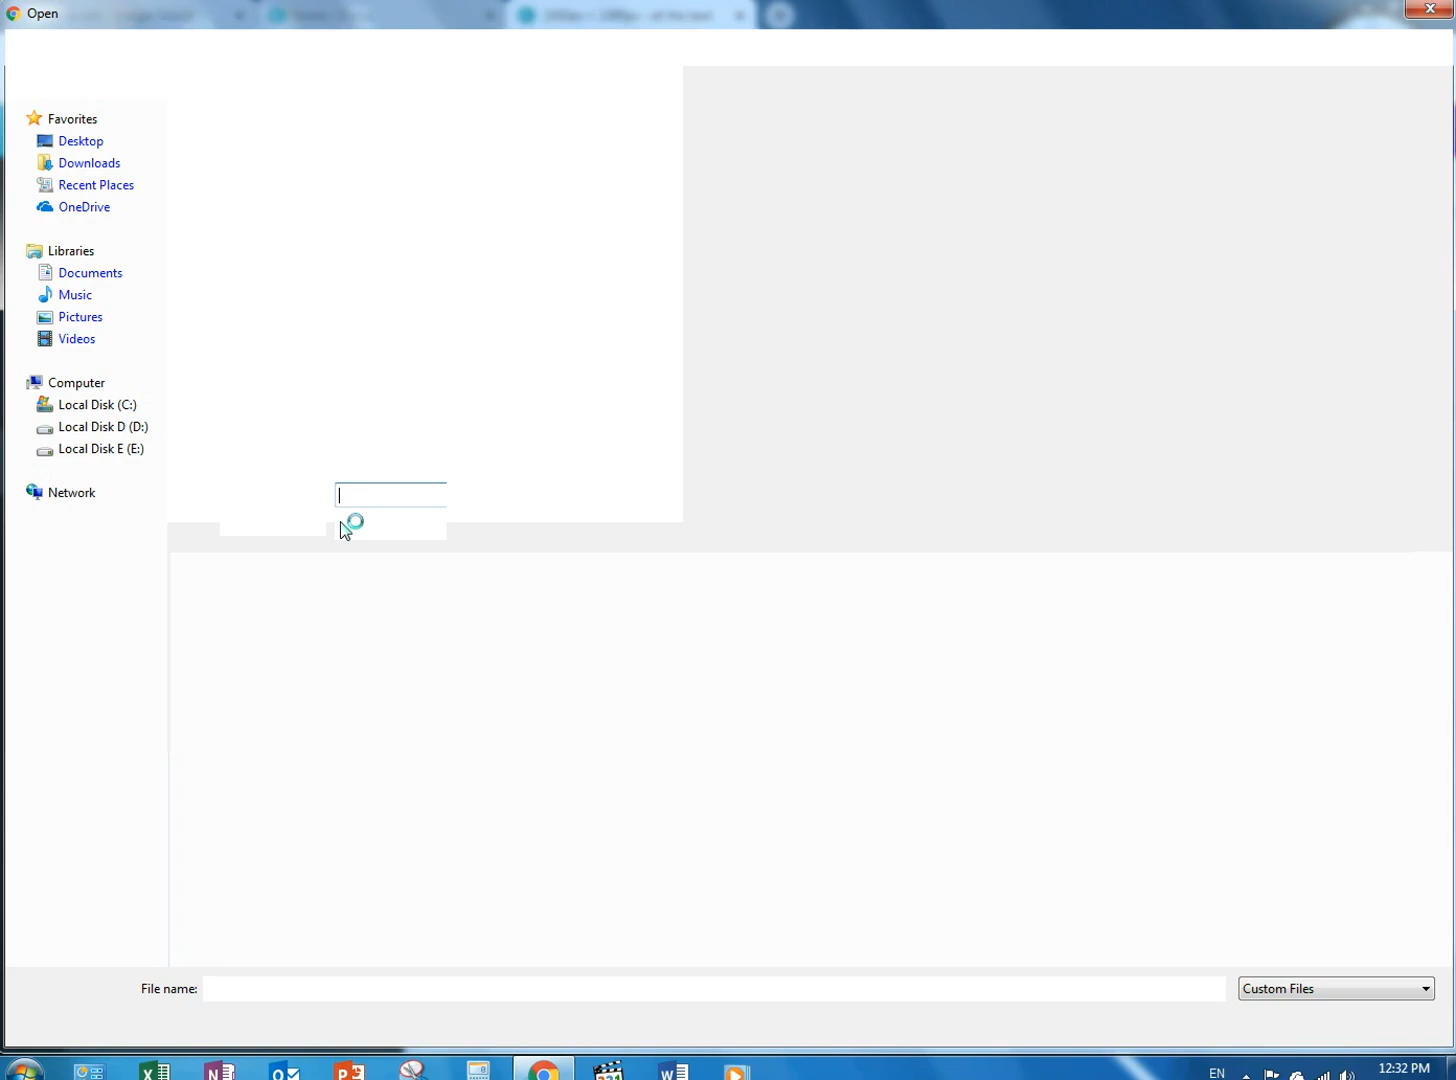 Open
Favorites
Desktop
Downloads
Recent Places
OneDrive
Libraries
Documents
Music
Pictures
Videos
Computer
Local Disk (C:)
Local Disk D (D:)
Local Disk E (E:)
Network
File name:
Custom Files
EN
12:32 PM